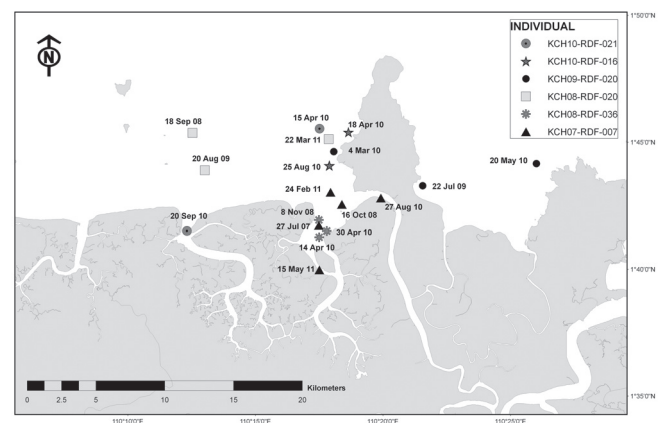 1°50'0"N
INDIVIDUAL
KCH10-RDF-021
KCH10-RDF-016
KCH09-RDF-020
KCH08-RDF-020
KCH08-RDF-036
KCH07-RDF-007
N
18 Sep 08
15 Apr 10
18 Apr 10
22 Mar 11
1°45'0"N
4 Mar 10
20 Aug 09
25 Aug 10
20 May 10
24 Feb 11
22 Jul 09
27 Aug 10
16 Oct 08
8 Nov 08
20 Sep 10
27 Jul 07
30 Apr 10
14 Apr 10
15 May 11
1°40'0"N
Kilometers
0 2.5 5 10 15 20
1°35'0"N
110°10'0"E 110°15'0"E 110°20'0"E 110°25'0"E